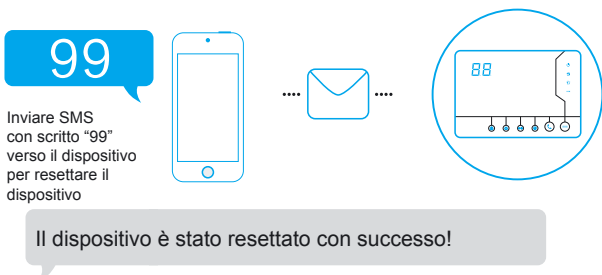 99
88
Inviare SMS
con scritto “99”
verso il dispositivo
per resettare il
dispositivo
Il dispositivo è stato resettato con successo!